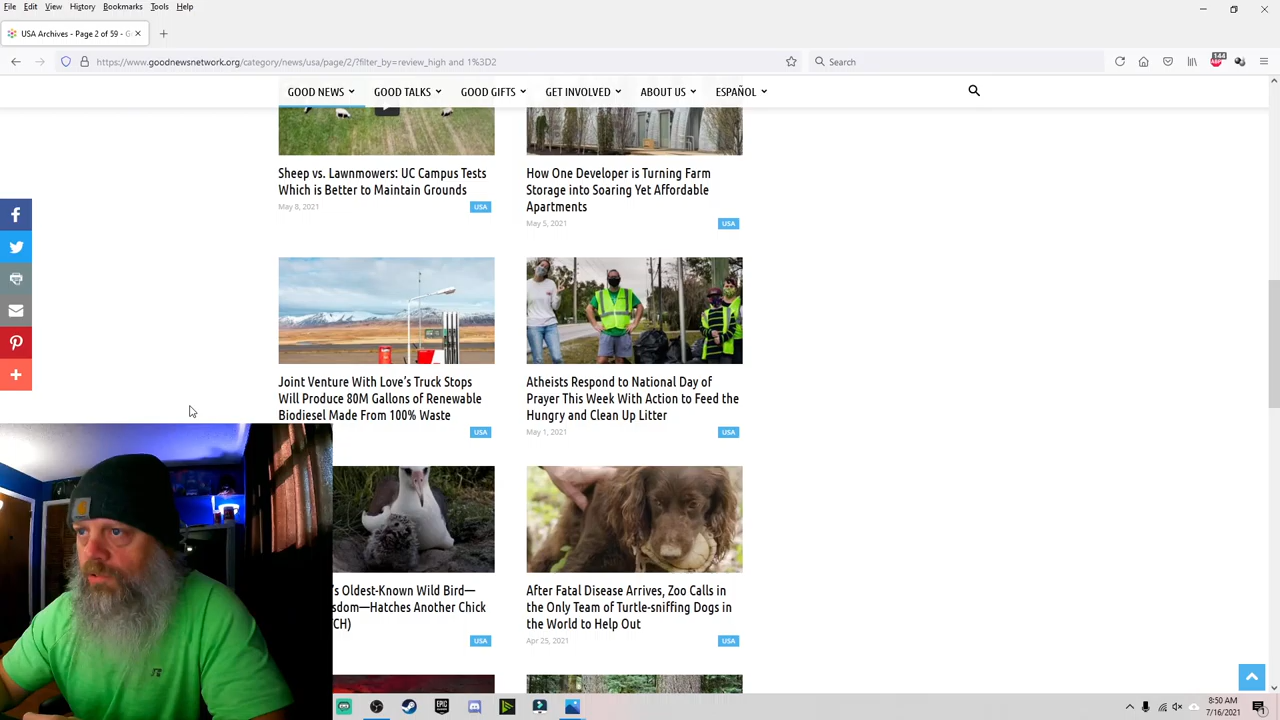 File Edit View History Bookmarks Tools Help
USA Archives - Page 2 of 59 - G
https://www.goodnewsnetwork.org/category/news/usa/page/2/?filter_by=review_high and 1%3D2
Search
144
GOOD NEWS GOOD TALKS GOOD GIFTS GET INVOLVED ABOUT US ESPAÑOL
Sheep vs. Lawnmowers: UC Campus Tests
Which is Better to Maintain Grounds
May 8, 2021
USA
How One Developer is Turning Farm
Storage into Soaring Yet Affordable
Apartments
May 5, 2021
USA
Joint Venture With Love's Truck Stops
Will Produce 80M Gallons of Renewable
Biodiesel Made From 100% Waste
USA
Atheists Respond to National Day of
Prayer This Week With Action to Feed the
Hungry and Clean Up Litter
May 1, 2021
USA
's Oldest-Known Wild Bird—
sdom—Hatches Another Chick
CH)
USA
After Fatal Disease Arrives, Zoo Calls in
the Only Team of Turtle-sniffing Dogs in
the World to Help Out
Apr 25, 2021
USA
8:50 AM
7/16/2021